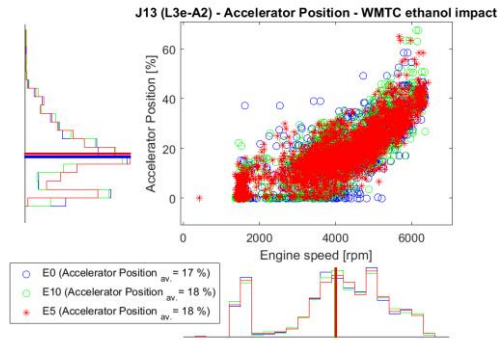 J13 (L3e-A2) - Accelerator Position - WMTC ethanol impact
Accelerator Position [%]
60
40
20
0
2000 4000 6000
Engine speed [rpm]
E0 (Accelerator Position av. = 17 %)
E10 (Accelerator Position av. = 18 %)
E5 (Accelerator Position av. = 18 %)